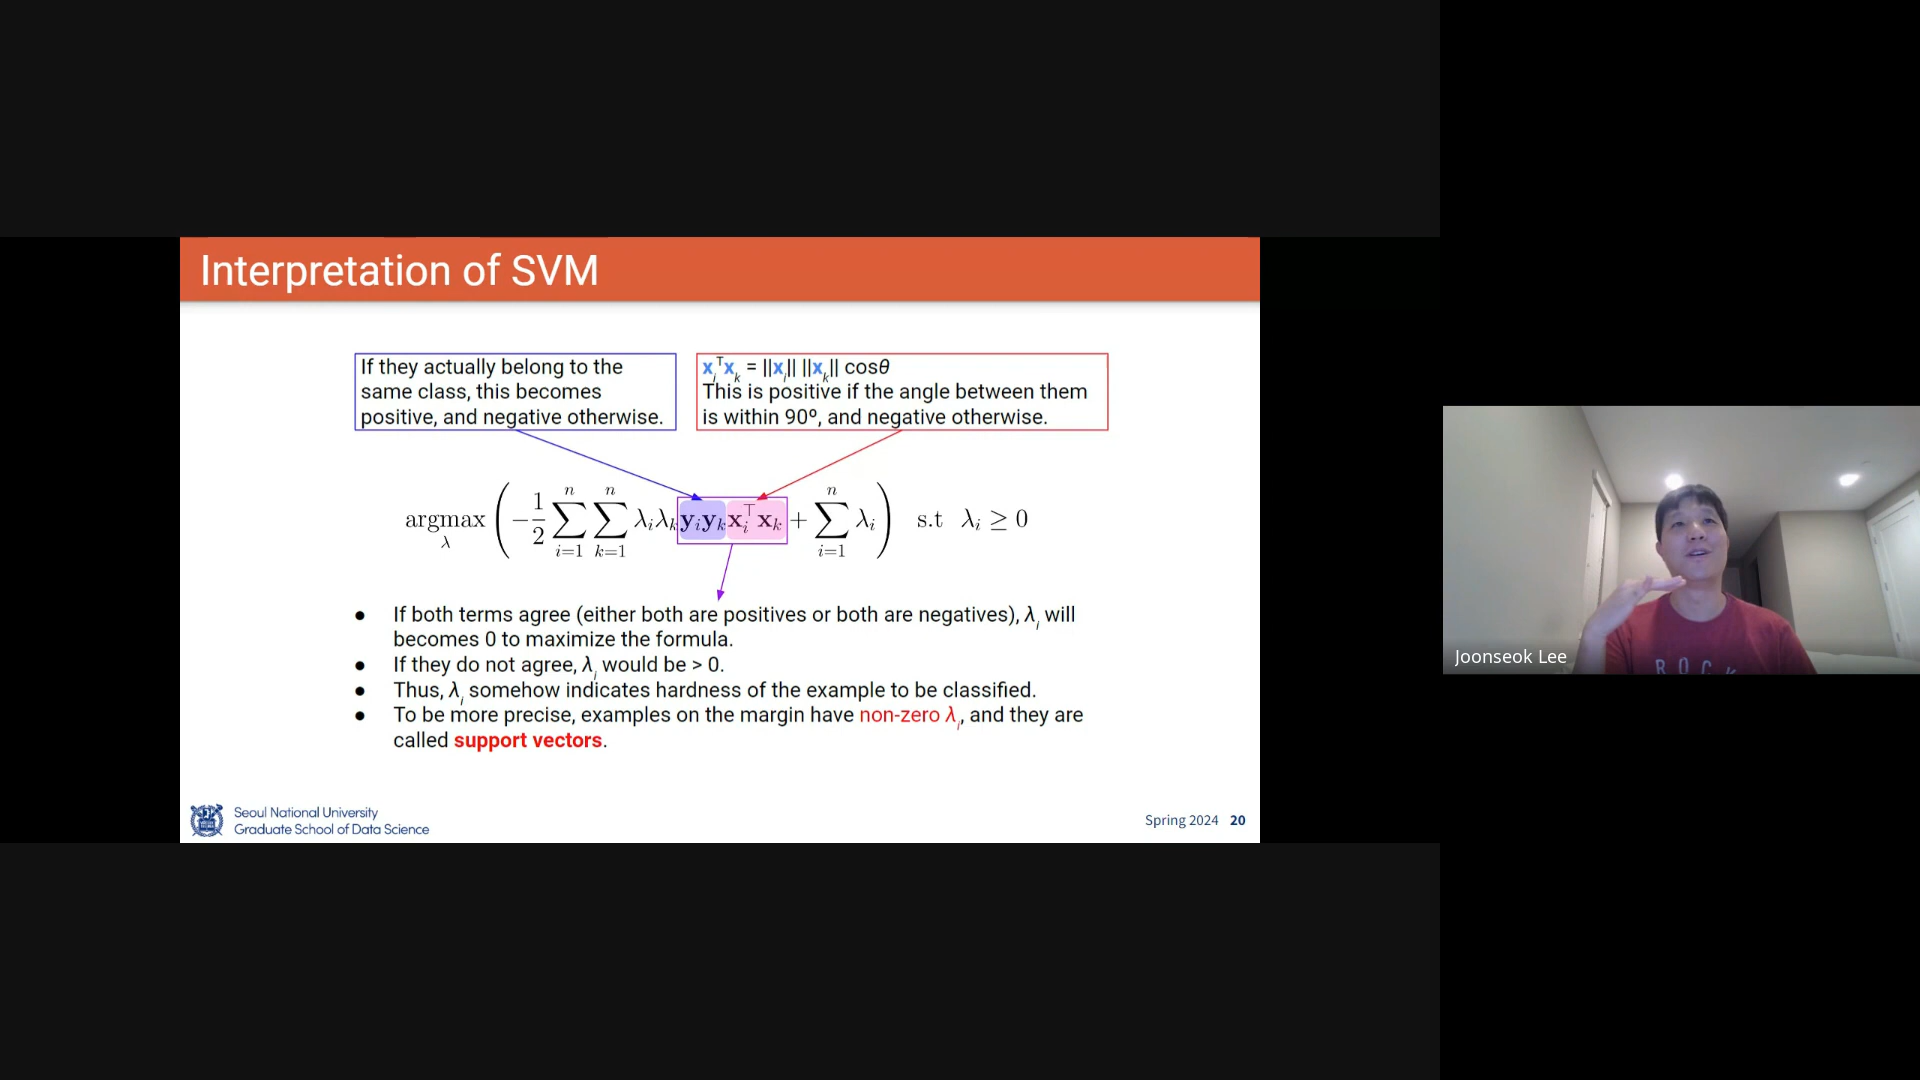 Interpretation of SVM
If they actually belong to the
same class, this becomes
positive, and negative otherwise.
xᵢᵀxₖ = ||xᵢ|| ||xₖ|| cosθ
This is positive if the angle between them
is within 90º, and negative otherwise.
argmax_λ ( −1/2 ∑_{i=1}^{n} ∑_{k=1}^{n} λᵢλₖyᵢyₖxᵢ^⊤xₖ + ∑_{i=1}^{n} λᵢ ) s.t λᵢ ≥ 0
● If both terms agree (either both are positives or both are negatives), λᵢ will
becomes 0 to maximize the formula.
● If they do not agree, λᵢ would be > 0.
● Thus, λᵢ somehow indicates hardness of the example to be classified.
● To be more precise, examples on the margin have non-zero λᵢ, and they are
called support vectors.
Seoul National University
Graduate School of Data Science
Spring 2024 20
Joonseok Lee
ROCK